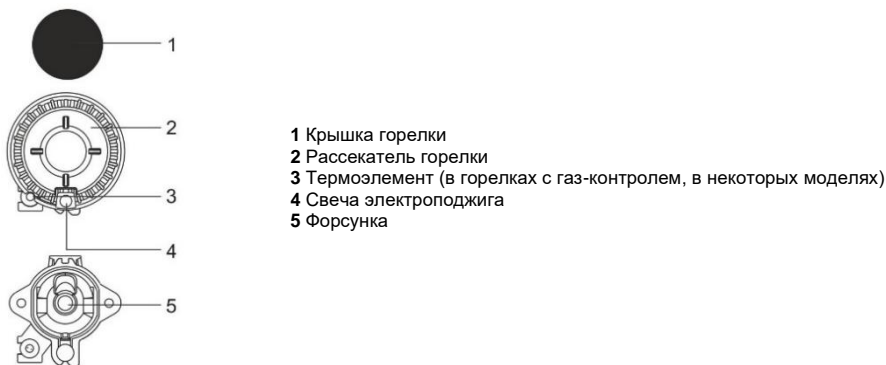 1
2
3
4
5
1 Крышка горелки
2 Рассекатель горелки
3 Термоэлемент (в горелках с газ-контролем, в некоторых моделях)
4 Свеча электроподжига
5 Форсунка